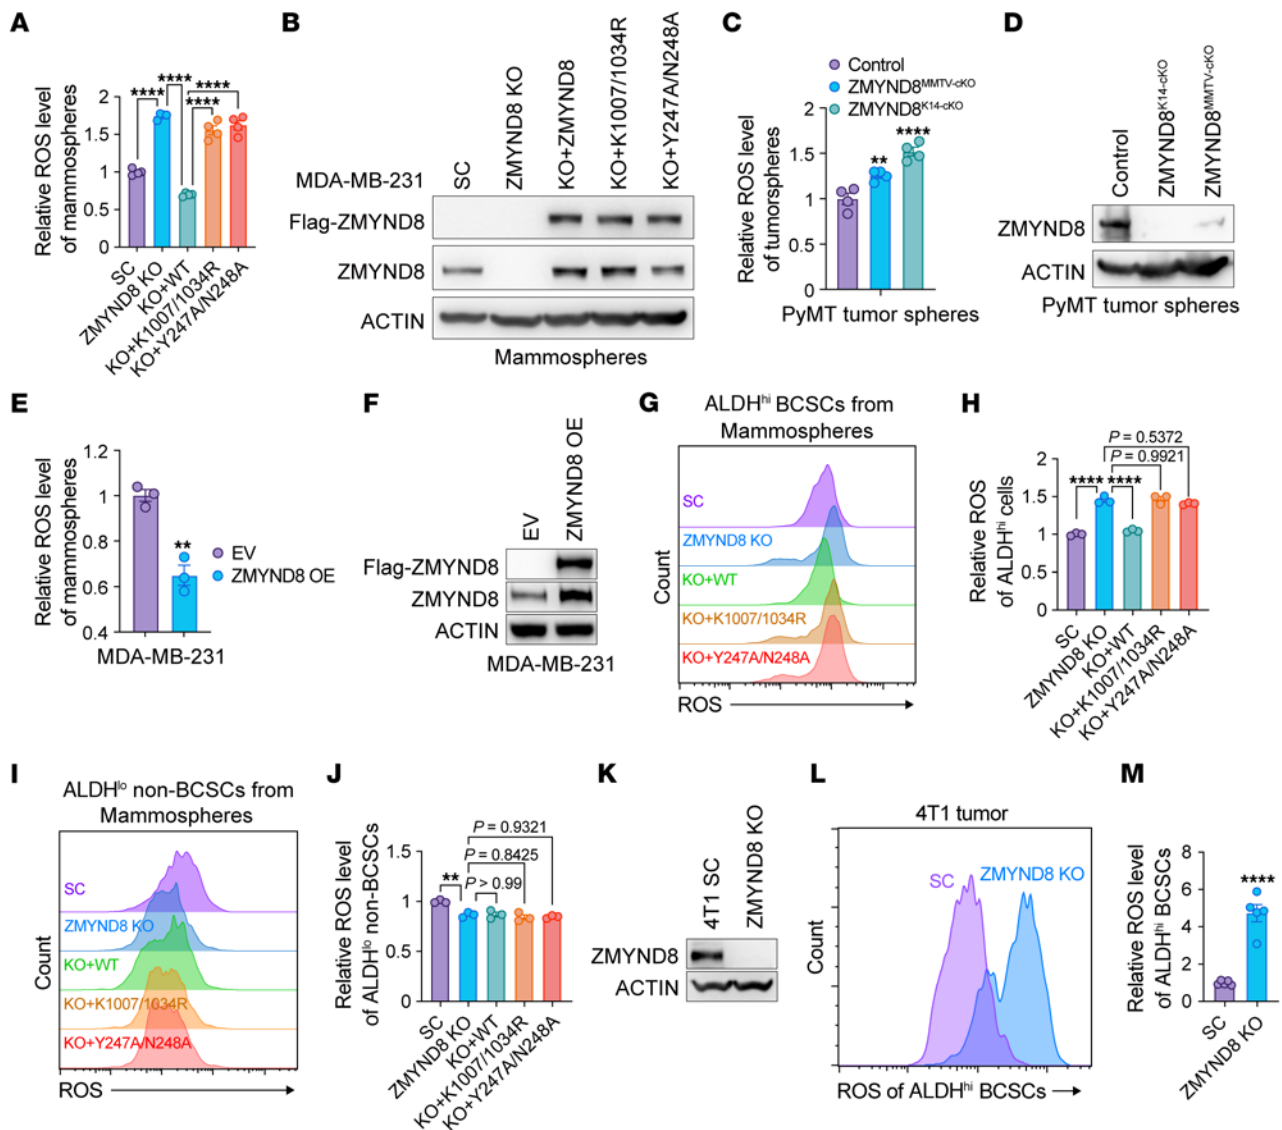 A
Relative ROS level
of mammospheres
2
1.5
1
0.5
0
****
****
****
****
SC
ZMYND8 KO
KO+WT
KO+K1007/1034R
KO+Y247A/N248A
B
MDA-MB-231
SC
ZMYND8 KO
KO+ZMYND8
KO+K1007/1034R
KO+Y247A/N248A
Flag-ZMYND8
ZMYND8
ACTIN
Mammospheres
C
Control
ZMYND8MMTV-cKO
ZMYND8K14-cKO
Relative ROS level
of tumorspheres
2
1.5
1
0.5
0
**
****
PyMT tumor spheres
D
Control
ZMYND8K14-cKO
ZMYND8MMTV-cKO
ZMYND8
ACTIN
PyMT tumor spheres
E
Relative ROS level
of mammospheres
1.2
1
0.8
0.6
0.4
**
EV
ZMYND8 OE
MDA-MB-231
F
EV
ZMYND8 OE
Flag-ZMYND8
ZMYND8
ACTIN
MDA-MB-231
G
ALDHhi BCSCs from
Mammospheres
Count
SC
ZMYND8 KO
KO+WT
KO+K1007/1034R
KO+Y247A/N248A
ROS
H
Relative ROS
of ALDHhi cells
2
1.5
1
0.5
0
P = 0.5372
P = 0.9921
****
****
SC
ZMYND8 KO
KO+WT
KO+K1007/1034R
KO+Y247A/N248A
I
ALDHlo non-BCSCs from
Mammospheres
Count
SC
ZMYND8 KO
KO+WT
KO+K1007/1034R
KO+Y247A/N248A
ROS
J
Relative ROS level
of ALDHlo non-BCSCs
1.5
1
0.5
0
P = 0.9321
P = 0.8425
P > 0.99
**
SC
ZMYND8 KO
KO+WT
KO+K1007/1034R
KO+Y247A/N248A
K
4T1 SC
ZMYND8 KO
ZMYND8
ACTIN
L
4T1 tumor
Count
SC
ZMYND8 KO
ROS of ALDHhi BCSCs
M
Relative ROS level
of ALDHhi BCSCs
8
6
4
2
0
****
SC
ZMYND8 KO